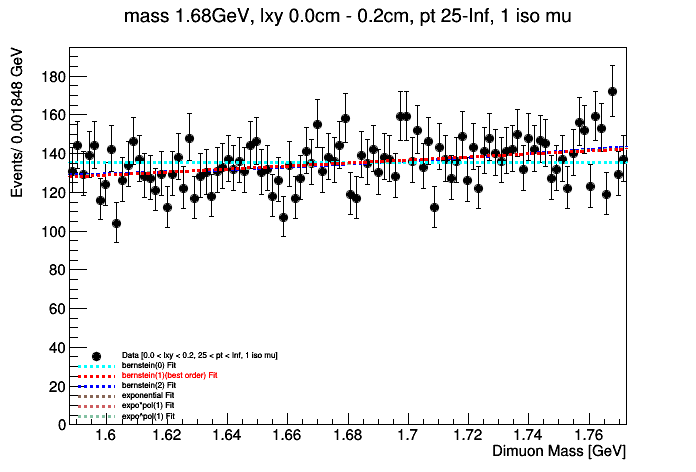 mass 1.68GeV, lxy 0.0cm - 0.2cm, pt 25-Inf, 1 iso mu
Events/ 0.001848 GeV
180
160
140
120
100
80
60
40
20
0
Data [0.0 < lxy < 0.2, 25 < pt < Inf, 1 iso mu]
bernstein(0) Fit
bernstein(1)(best order) Fit
bernstein(2) Fit
exponential Fit
expo*pol(1) Fit
expo*pol(1) Fit
1.6 1.62 1.64 1.66 1.68 1.7 1.72 1.74 1.76
Dimuon Mass [GeV]